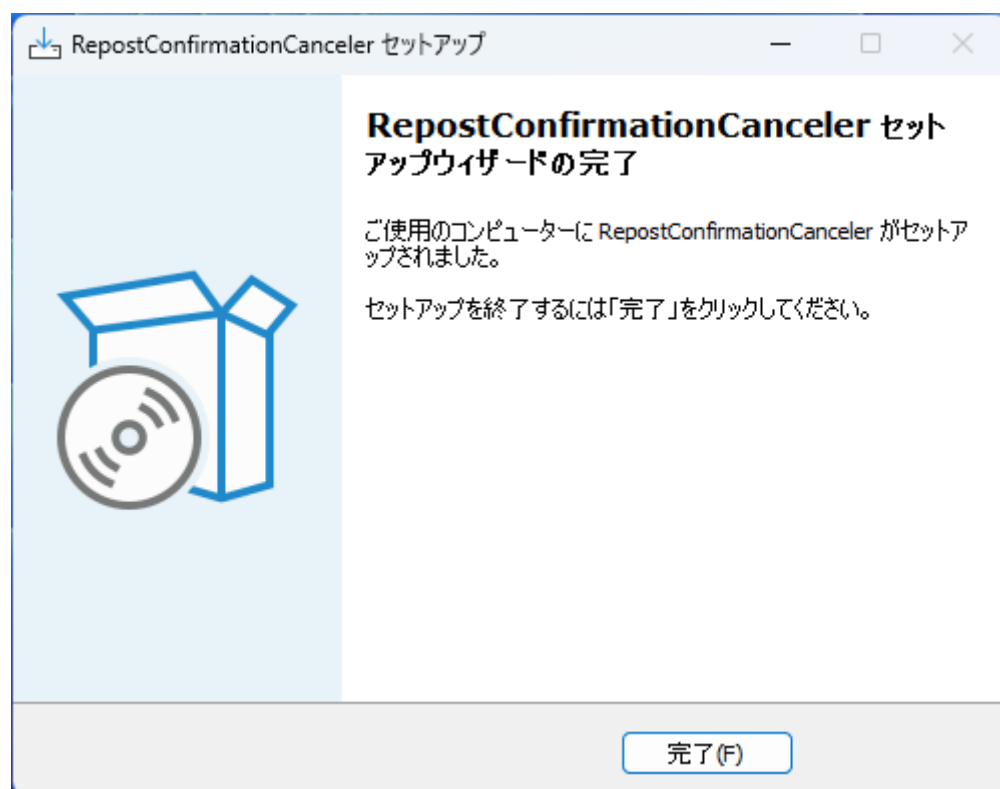 RepostConfirmationCanceler セットアップ
RepostConfirmationCanceler セット
アップウィザードの完了
ご使用のコンピューターに RepostConfirmationCanceler がセットア
ップされました。
セットアップを終了するには「完了」をクリックしてください。
完了(F)